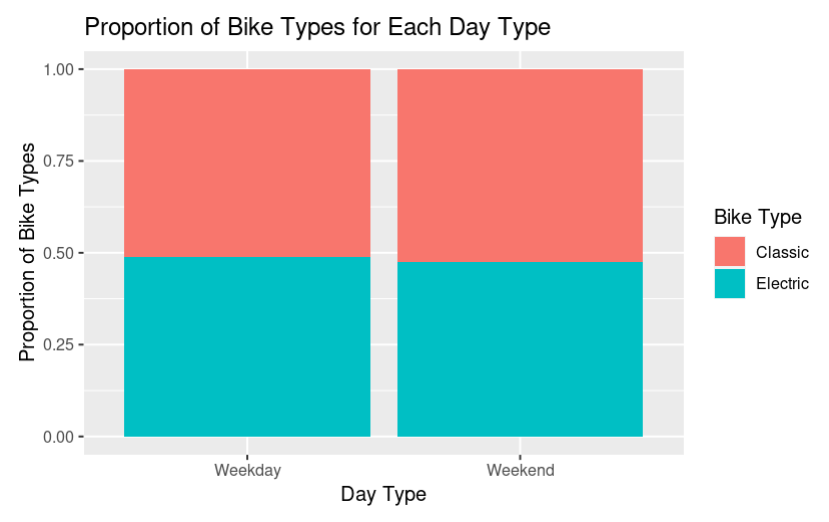 Proportion of Bike Types for Each Day Type
Proportion of Bike Types
1.00
0.75
0.50
0.25
0.00
Weekday
Weekend
Day Type
Bike Type
Classic
Electric